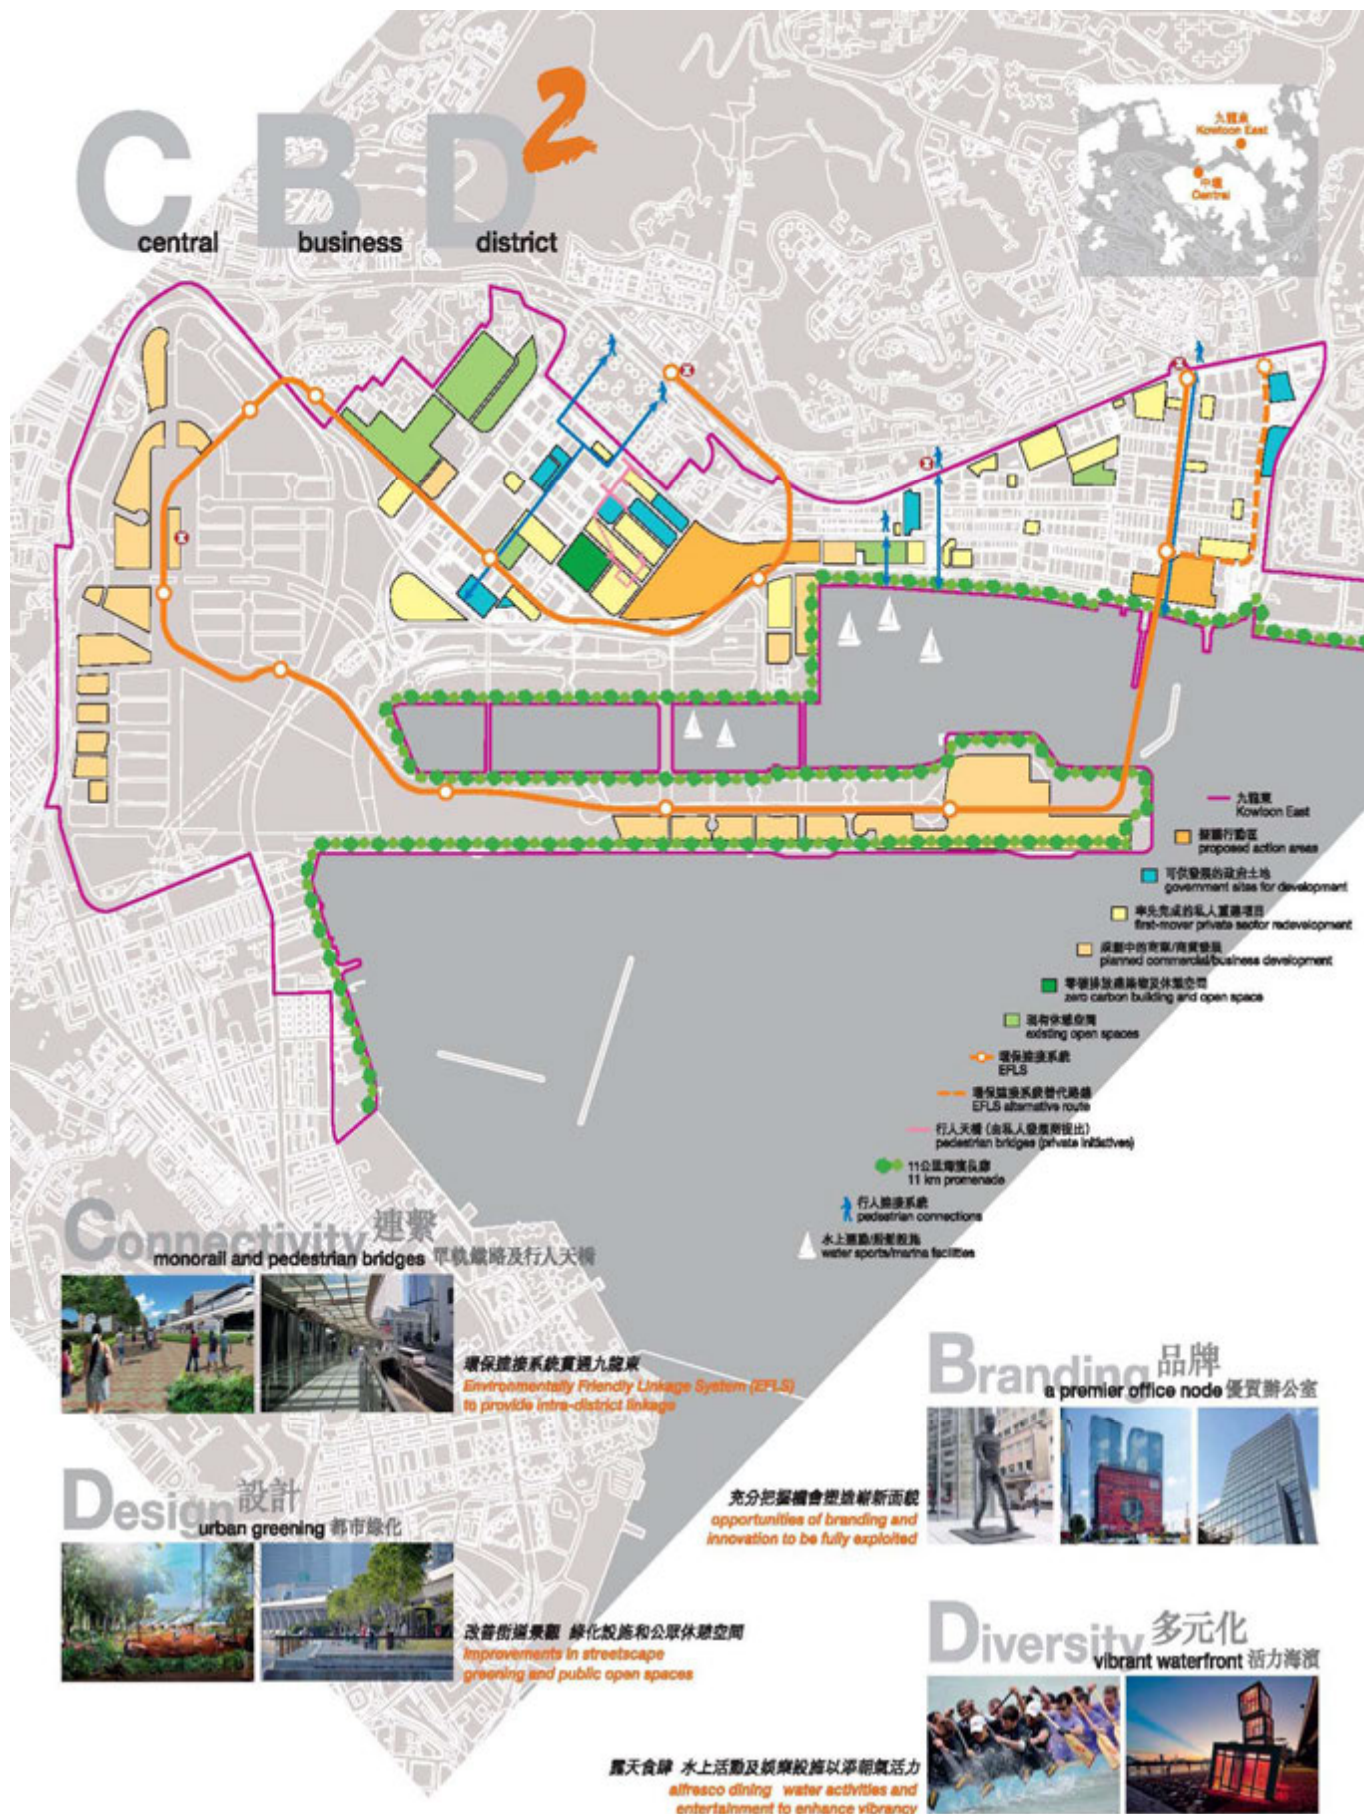 CBD²
central business district
九龍東
Kowloon East
中環
Central
九龍東
Kowloon East
擬議行動區
proposed action areas
可供發展的政府土地
government sites for development
率先完成的私人重建項目
first-mover private sector redevelopment
規劃中的商業/商貿發展
planned commercial/business development
零碳排放建築物及休憩空間
zero carbon building and open space
現有休憩空間
existing open spaces
環保連接系統
EFLS
環保連接系統替代路線
EFLS alternative route
行人天橋 (由私人發展商提出)
pedestrian bridges (private initiatives)
11公里海濱長廊
11 km promenade
行人連接系統
pedestrian connections
水上運動/船艇設施
water sports/marina facilities
Connectivity 連繫
monorail and pedestrian bridges 單軌鐵路及行人天橋
環保連接系統貫通九龍東
Environmentally Friendly Linkage System (EFLS)
to provide intra-district linkage
Branding 品牌
a premier office node 優質辦公室
充分把握機會塑造嶄新面貌
opportunities of branding and
innovation to be fully exploited
Design 設計
urban greening 都市綠化
改善街道景觀 綠化設施和公眾休憩空間
improvements in streetscape
greening and public open spaces
Diversity 多元化
vibrant waterfront 活力海濱
露天食肆 水上活動及娛樂設施以添朝氣活力
alfresco dining water activities and
entertainment to enhance vibrancy